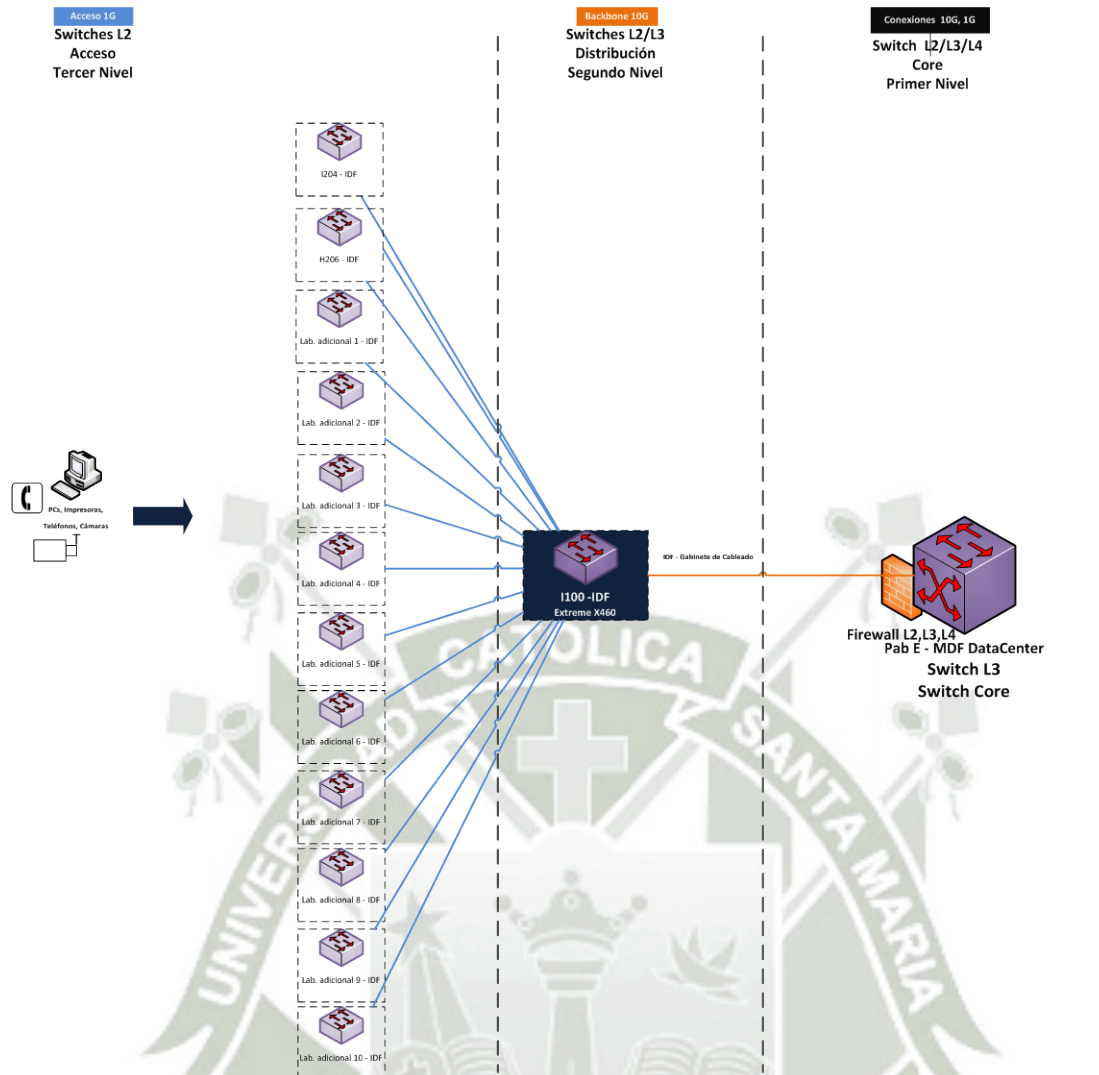 Acceso 1G
Switches L2
Acceso
Tercer Nivel
Backbone 10G
Switches L2/L3
Distribución
Segundo Nivel
Conexiones 10G, 1G
Switch L2/L3/L4
Core
Primer Nivel
I204 - IDF
H206 - IDF
Lab. adicional 1 - IDF
Lab. adicional 2 - IDF
Lab. adicional 3 - IDF
Lab. adicional 4 - IDF
Lab. adicional 5 - IDF
Lab. adicional 6 - IDF
Lab. adicional 7 - IDF
Lab. adicional 8 - IDF
Lab. adicional 9 - IDF
Lab. adicional 10 - IDF
PCs, Impresoras,
Teléfonos, Cámaras
I100 -IDF
Extreme X460
IDF - Gabinete de Cableado
Firewall L2,L3,L4
Pab E - MDF DataCenter
Switch L3
Switch Core
UNIVERSIDAD CATOLICA SANTA MARIA